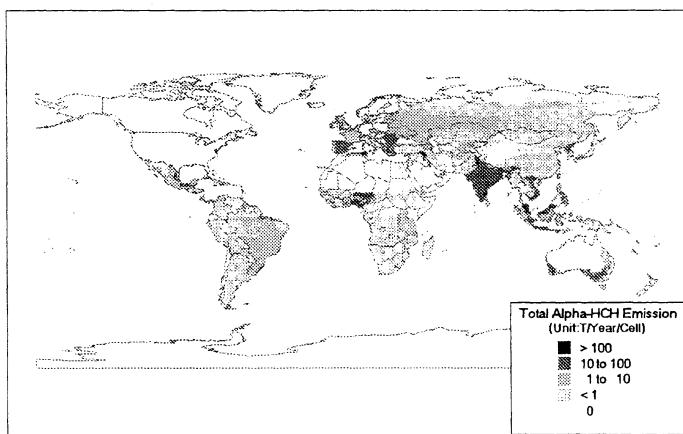 Total Alpha-HCH Emission
(Unit:T/Year/Cell)
> 100
10 to 100
1 to 10
< 1
0